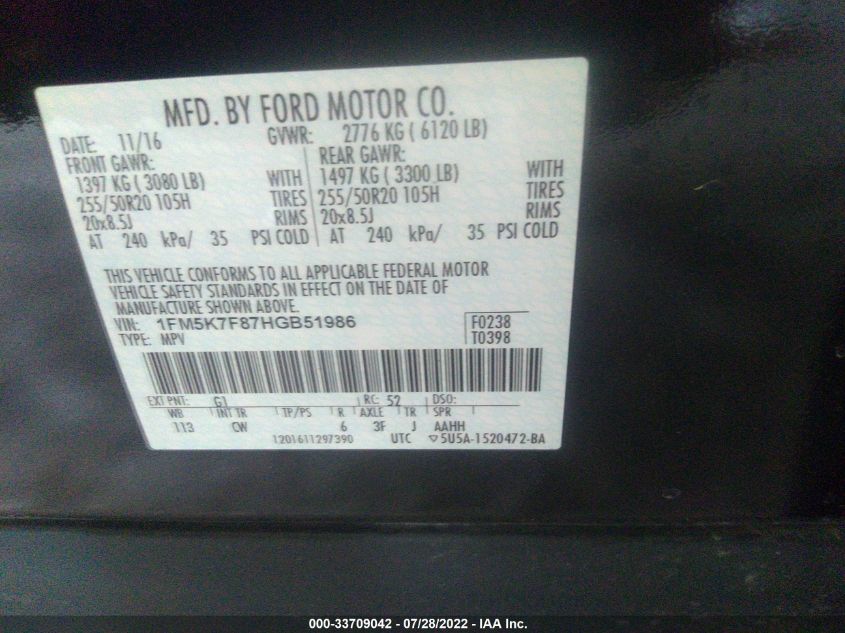 MFD. BY FORD MOTOR CO.
DATE: 11/16 GVWR: 2776 KG ( 6120 LB)
FRONT GAWR: REAR GAWR:
1397 KG ( 3080 LB) WITH 1497 KG ( 3300 LB) WITH
255/50R20 105H TIRES 255/50R20 105H TIRES
20x8.5J RIMS 20x8.5J RIMS
AT 240 kPa/ 35 PSI COLD AT 240 kPa/ 35 PSI COLD
THIS VEHICLE CONFORMS TO ALL APPLICABLE FEDERAL MOTOR
VEHICLE SAFETY STANDARDS IN EFFECT ON THE DATE OF
MANUFACTURE SHOWN ABOVE.
VIN: 1FM5K7F87HGB51986 F0238
TYPE: MPV T0398
EXT PNT: G1 RC: 52 DSO:
WB INT TR TP/PS R AXLE TR SPR
113 CW 6 3F J AAHH
1201611297390 UTC ▽5U5A-1520472-BA
000-33709042 - 07/28/2022 - IAA Inc.